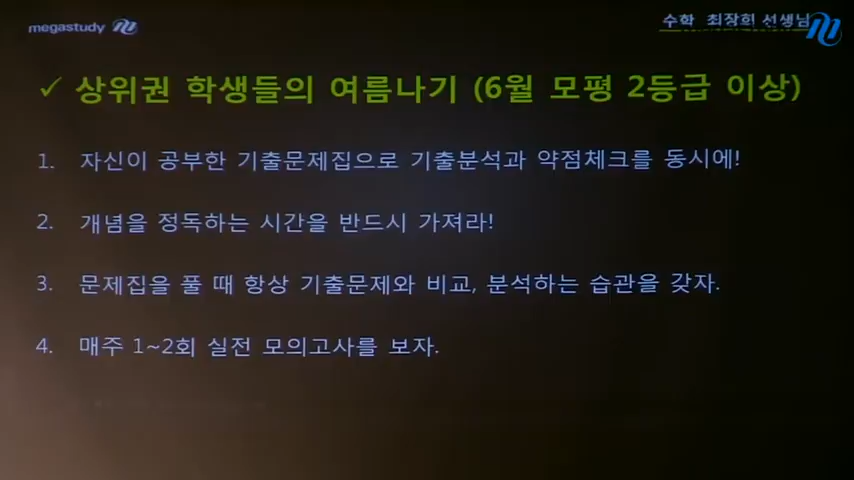 megastudy
수학 최장희 선생님
✓ 상위권 학생들의 여름나기 (6월 모평 2등급 이상)
1. 자신이 공부한 기출문제집으로 기출분석과 약점체크를 동시에!
2. 개념을 정독하는 시간을 반드시 가져라!
3. 문제집을 풀 때 항상 기출문제와 비교, 분석하는 습관을 갖자.
4. 매주 1~2회 실전 모의고사를 보자.